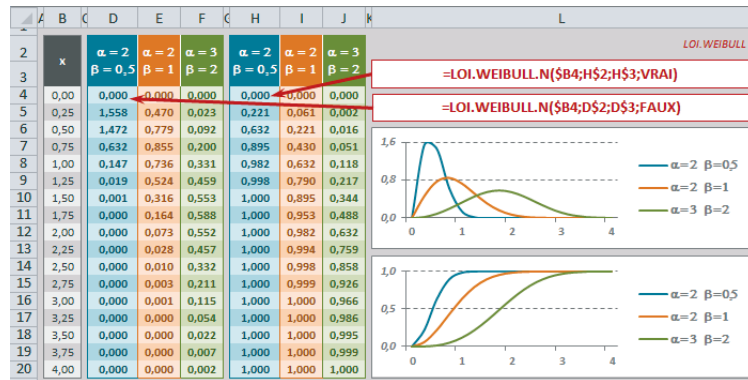 A B C D E F G H I J K L
2 α = 2 α = 2 α = 3 α = 2 α = 2 α = 3 LOI.WEIBULL
3 x β = 0,5 β = 1 β = 2 β = 0,5 β = 1 β = 2
=LOI.WEIBULL.N($B4;H$2;H$3;VRAI)
4 0,00 0,000 0,000 0,000 0,000 0,000 0,000
=LOI.WEIBULL.N($B4;D$2;D$3;FAUX)
5 0,25 1,558 0,470 0,023 0,221 0,061 0,002
6 0,50 1,472 0,779 0,092 0,632 0,221 0,016
7 0,75 0,632 0,855 0,200 0,895 0,430 0,051
8 1,00 0,147 0,736 0,331 0,982 0,632 0,118
9 1,25 0,019 0,524 0,459 0,998 0,790 0,217
10 1,50 0,001 0,316 0,553 1,000 0,895 0,344
11 1,75 0,000 0,164 0,588 1,000 0,953 0,488
12 2,00 0,000 0,073 0,552 1,000 0,982 0,632
13 2,25 0,000 0,028 0,457 1,000 0,994 0,759
14 2,50 0,000 0,010 0,332 1,000 0,998 0,858
15 2,75 0,000 0,003 0,211 1,000 0,999 0,926
16 3,00 0,000 0,001 0,115 1,000 1,000 0,966
17 3,25 0,000 0,000 0,054 1,000 1,000 0,986
18 3,50 0,000 0,000 0,022 1,000 1,000 0,995
19 3,75 0,000 0,000 0,007 1,000 1,000 0,999
20 4,00 0,000 0,000 0,002 1,000 1,000 1,000
1,6
α=2 β=0,5
0,8
α=2 β=1
α=3 β=2
0,0
0 1 2 3 4
1,0
α=2 β=0,5
0,5
α=2 β=1
α=3 β=2
0,0
0 1 2 3 4